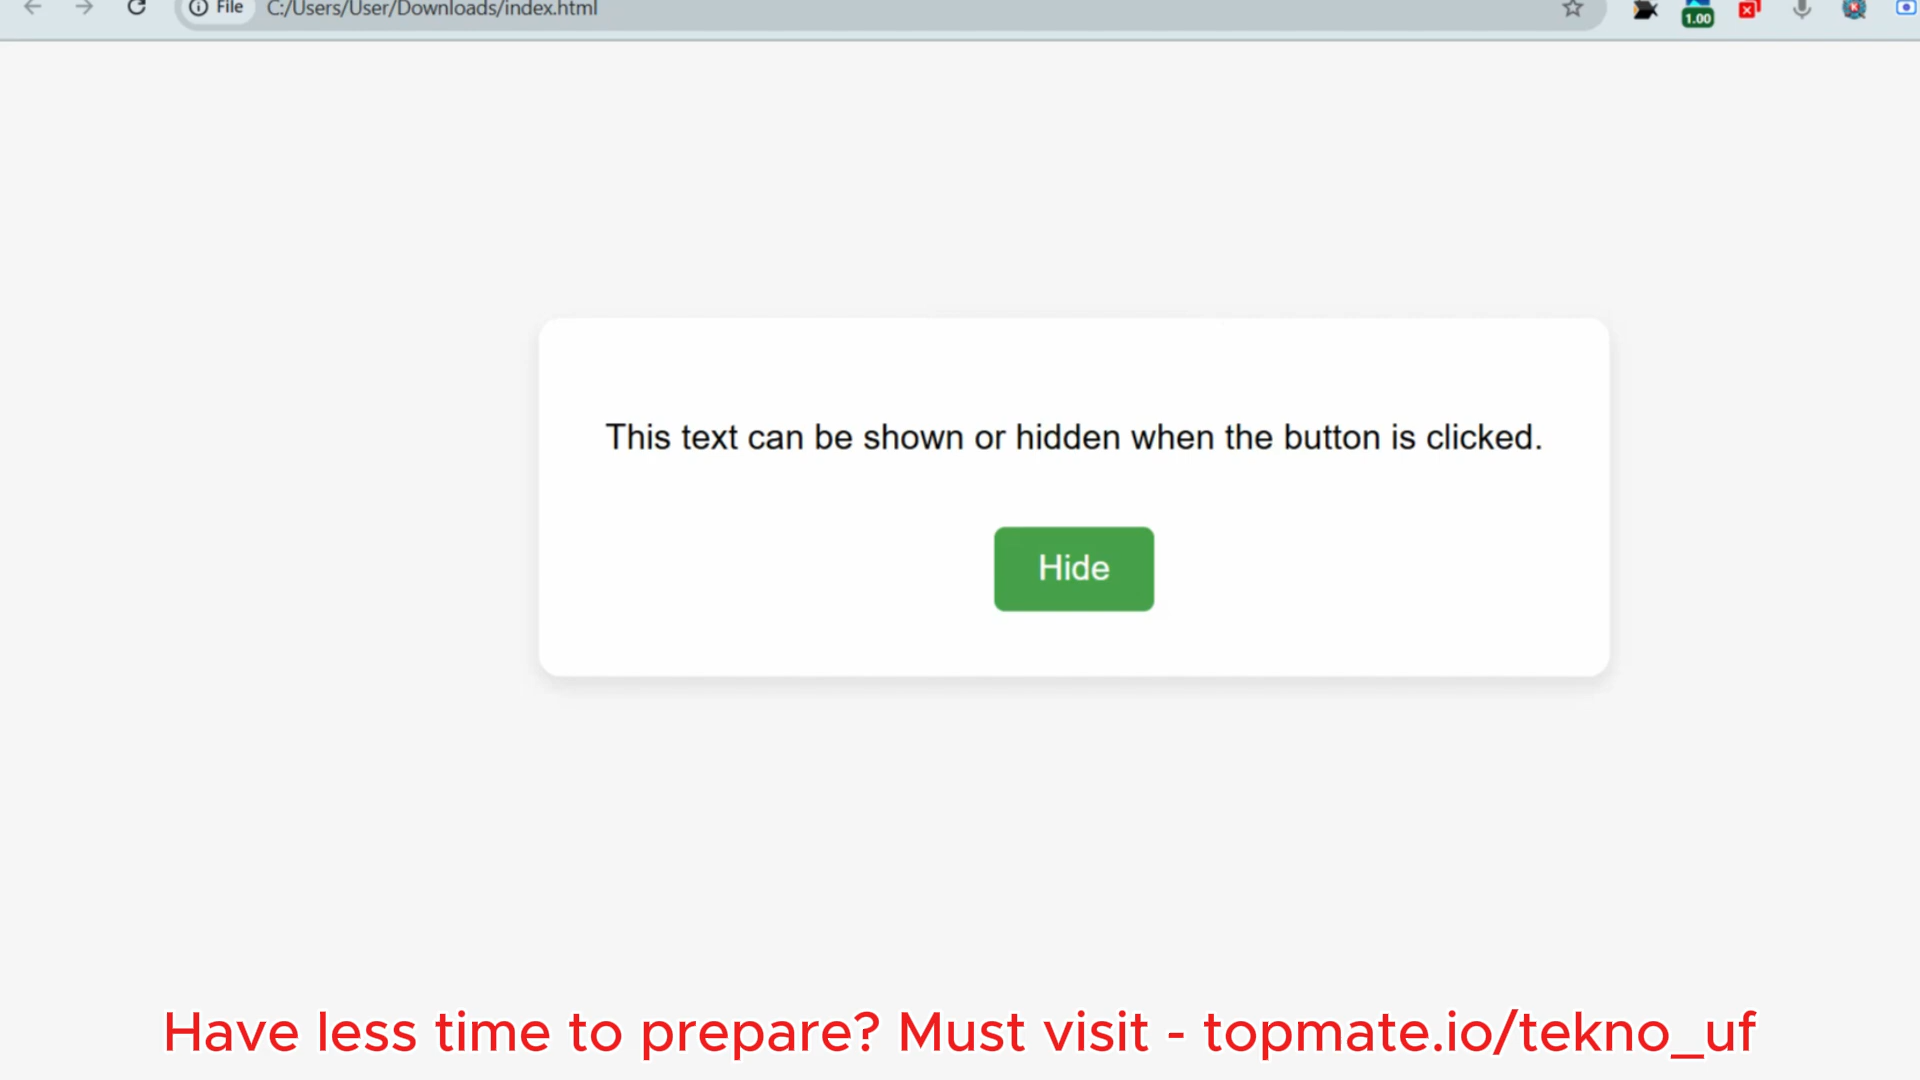 File C:/Users/User/Downloads/index.html
1.00
This text can be shown or hidden when the button is clicked.
Hide
Have less time to prepare? Must visit - topmate.io/tekno_uf